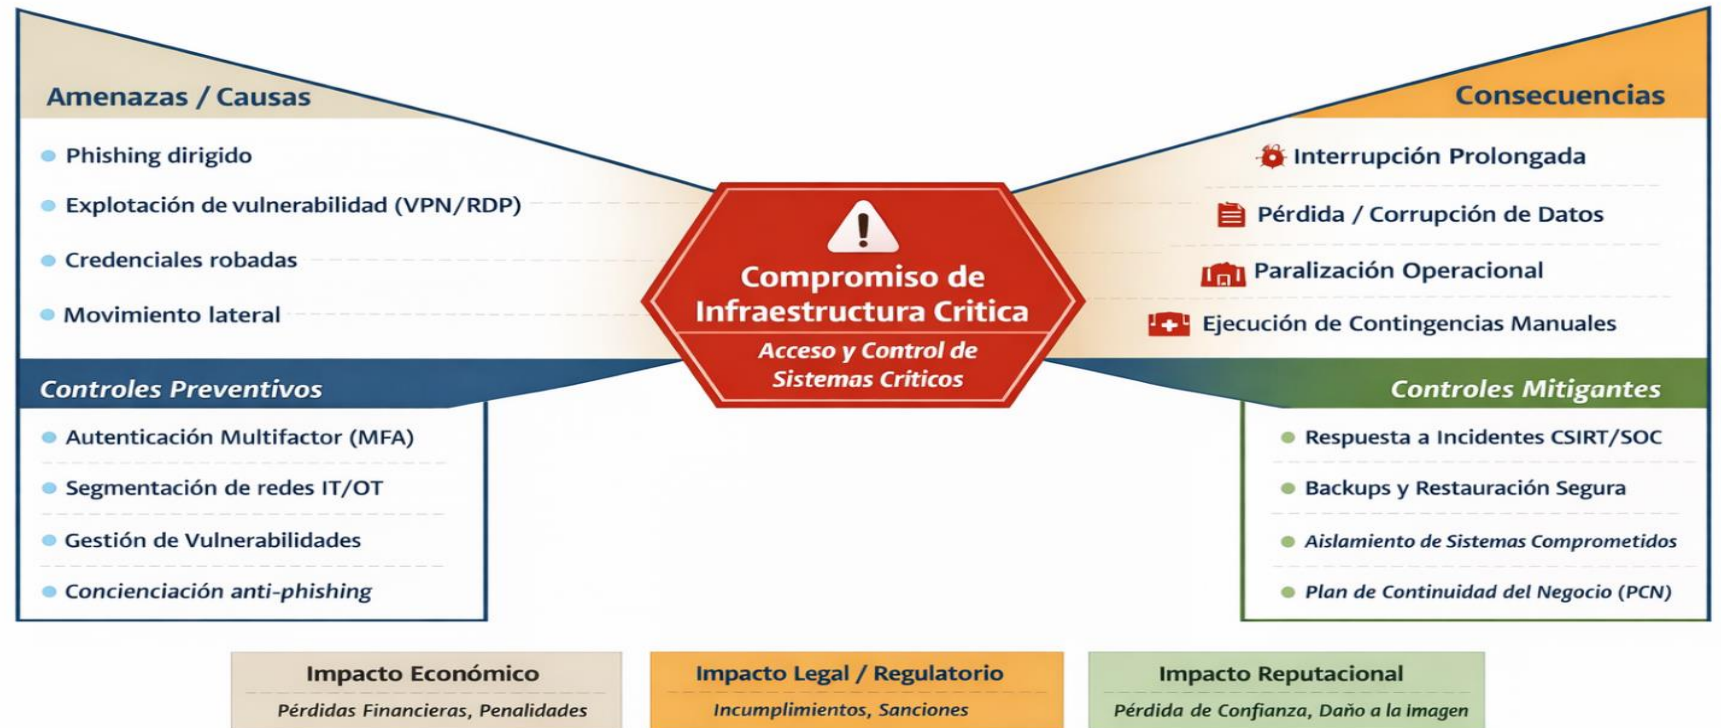 Amenazas / Causas
Phishing dirigido
Explotación de vulnerabilidad (VPN/RDP)
Credenciales robadas
Movimiento lateral
Controles Preventivos
Autenticación Multifactor (MFA)
Segmentación de redes IT/OT
Gestión de Vulnerabilidades
Concienciación anti-phishing
Compromiso de
Infraestructura Critica
Acceso y Control de
Sistemas Críticos
Consecuencias
Interrupción Prolongada
Pérdida / Corrupción de Datos
Paralización Operacional
Ejecución de Contingencias Manuales
Controles Mitigantes
Respuesta a Incidentes CSIRT/SOC
Backups y Restauración Segura
Aislamiento de Sistemas Comprometidos
Plan de Continuidad del Negocio (PCN)
Impacto Económico
Pérdidas Financieras, Penalidades
Impacto Legal / Regulatorio
Incumplimientos, Sanciones
Impacto Reputacional
Pérdida de Confianza, Daño a la Imagen